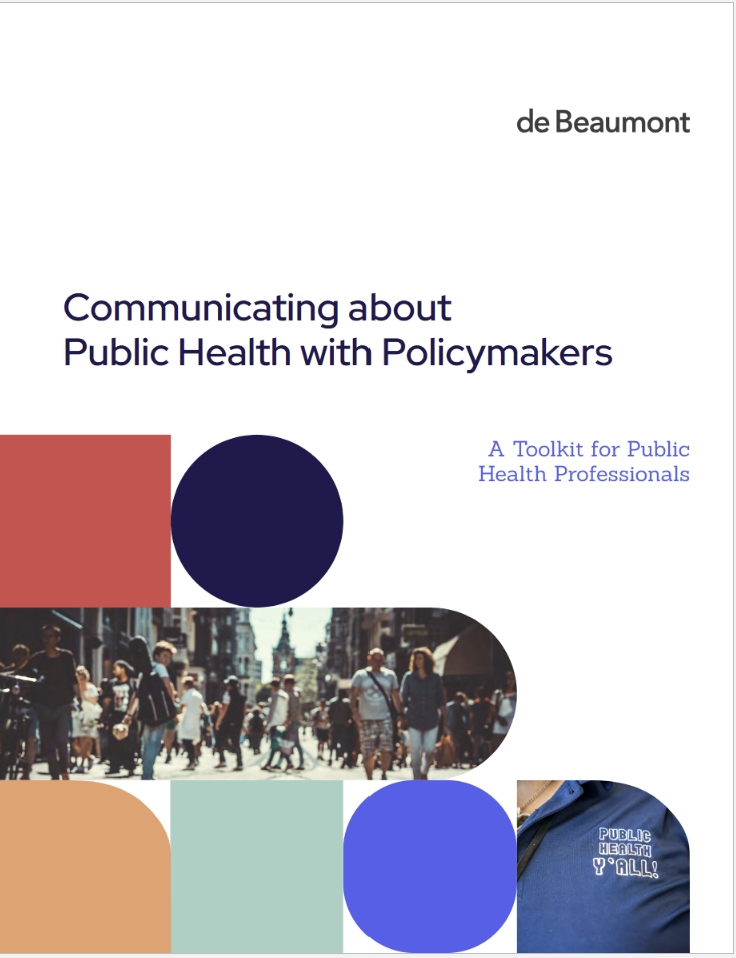 de Beaumont
Communicating about
Public Health with Policymakers
A Toolkit for Public
Health Professionals
PUBLIC
HEALTH
Y'ALL!